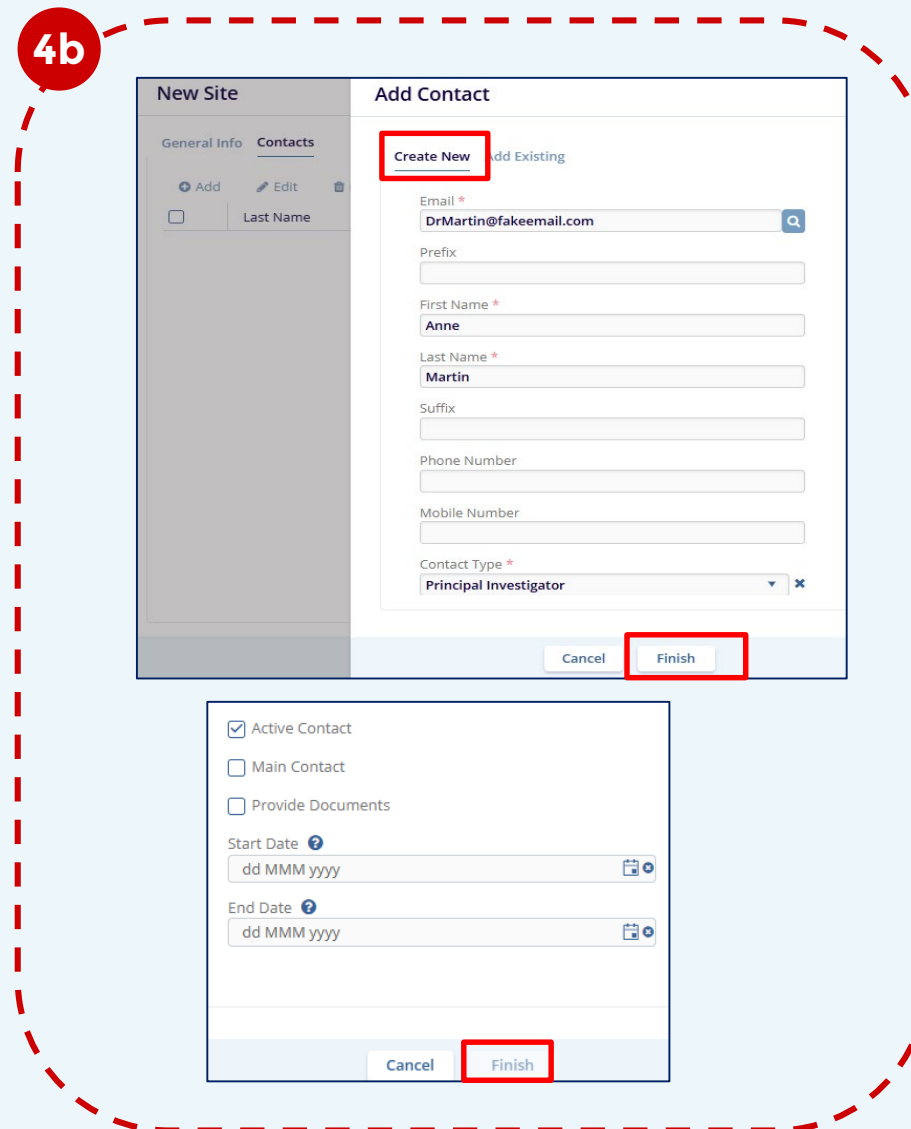 4b
New Site
Add Contact
General Info Contacts
Create New
Add Existing
Add Edit
Last Name
Email *
DrMartin@fakeemail.com
Prefix
First Name *
Anne
Last Name *
Martin
Suffix
Phone Number
Mobile Number
Contact Type *
Principal Investigator
Cancel Finish
Active Contact
Main Contact
Provide Documents
Start Date ?
dd MMM yyyy
End Date ?
dd MMM yyyy
Cancel Finish